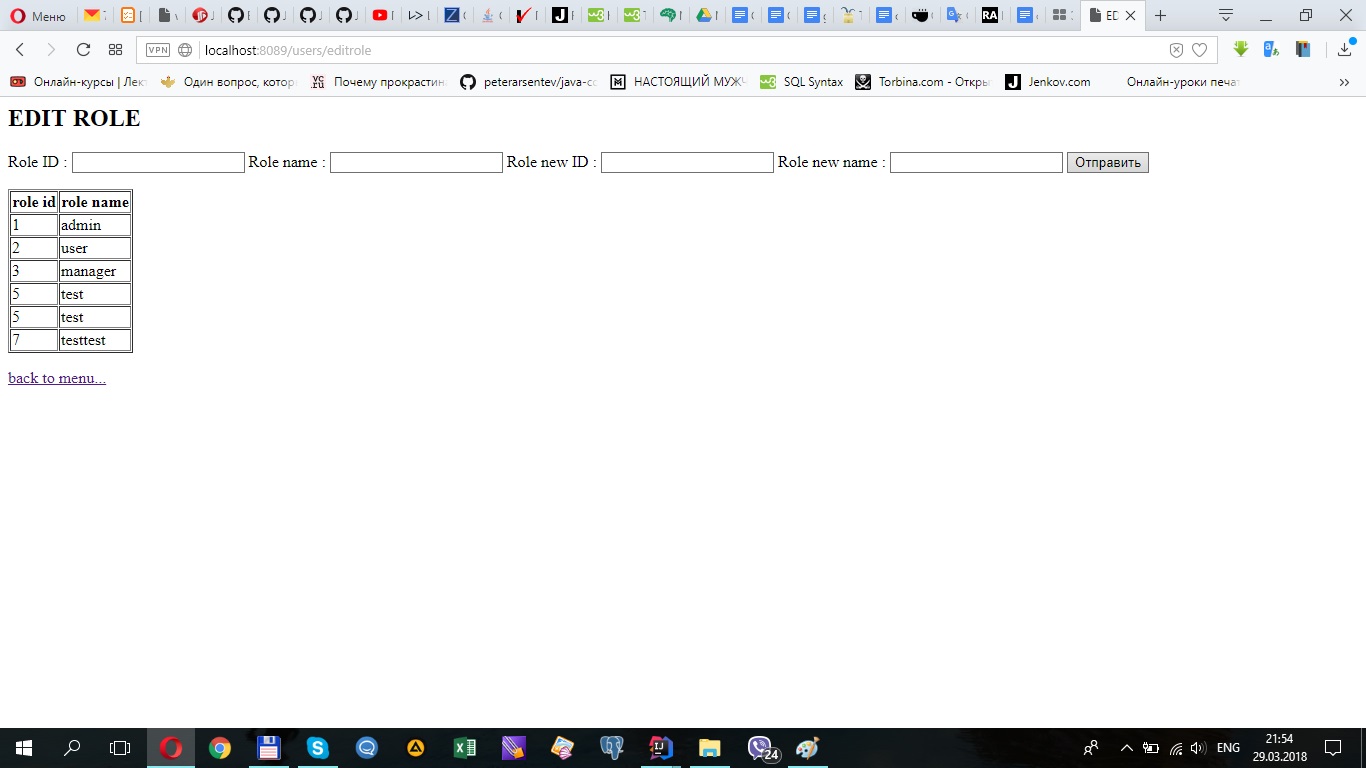 Меню
VPN localhost:8089/users/editrole
Онлайн-курсы | Лек Один вопрос, котор Почему прокрастин peterarsentev/java-co НАСТОЯЩИЙ МУЖЧ SQL Syntax Torbina.com - Откры Jenkov.com Онлайн-уроки печат
EDIT ROLE
Role ID : Role name : Role new ID : Role new name : Отправить
role id role name
1 admin
2 user
3 manager
5 test
5 test
7 testtest
back to menu...
24 ENG 21:54
29.03.2018